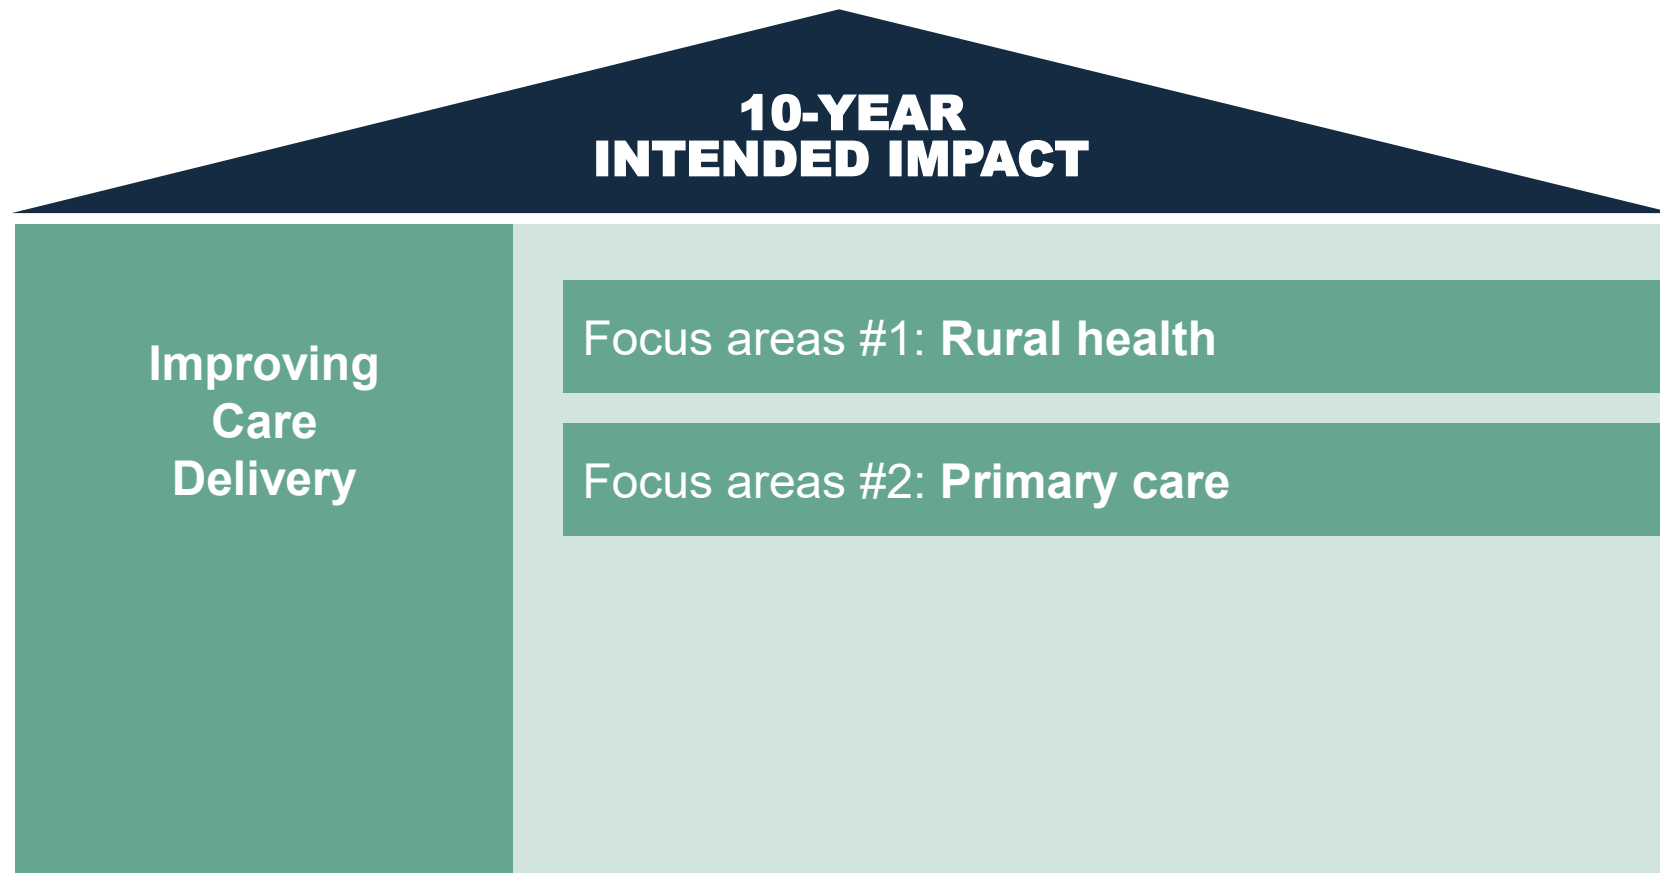 10-YEAR
INTENDED IMPACT
Improving
Care
Delivery
Focus areas #1: Rural health
Focus areas #2: Primary care